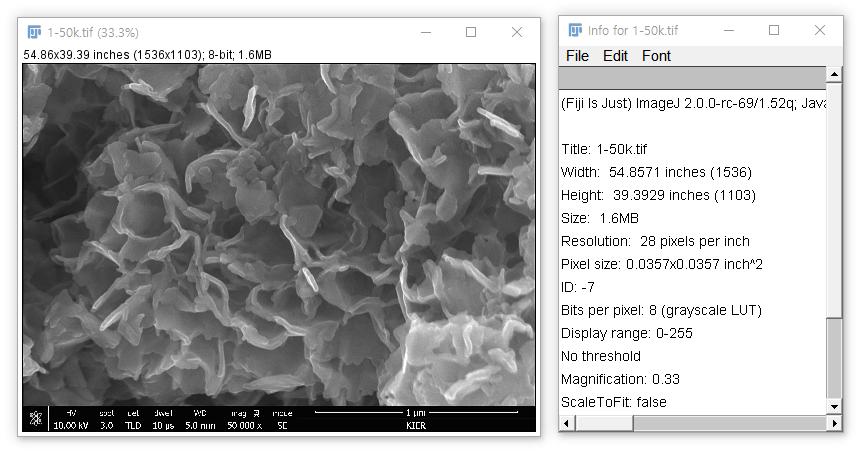 1-50k.tif (33.3%)
54.86x39.39 inches (1536x1103); 8-bit; 1.6MB
HV spot det dwell WD mag mode 1 µm
10.00 kV 3.0 TLD 10 µs 5.0 mm 50 000 x SE KIER
Info for 1-50k.tif
File Edit Font
(Fiji Is Just) ImageJ 2.0.0-rc-69/1.52q; Java
Title: 1-50k.tif
Width: 54.8571 inches (1536)
Height: 39.3929 inches (1103)
Size: 1.6MB
Resolution: 28 pixels per inch
Pixel size: 0.0357x0.0357 inch^2
ID: -7
Bits per pixel: 8 (grayscale LUT)
Display range: 0-255
No threshold
Magnification: 0.33
ScaleToFit: false